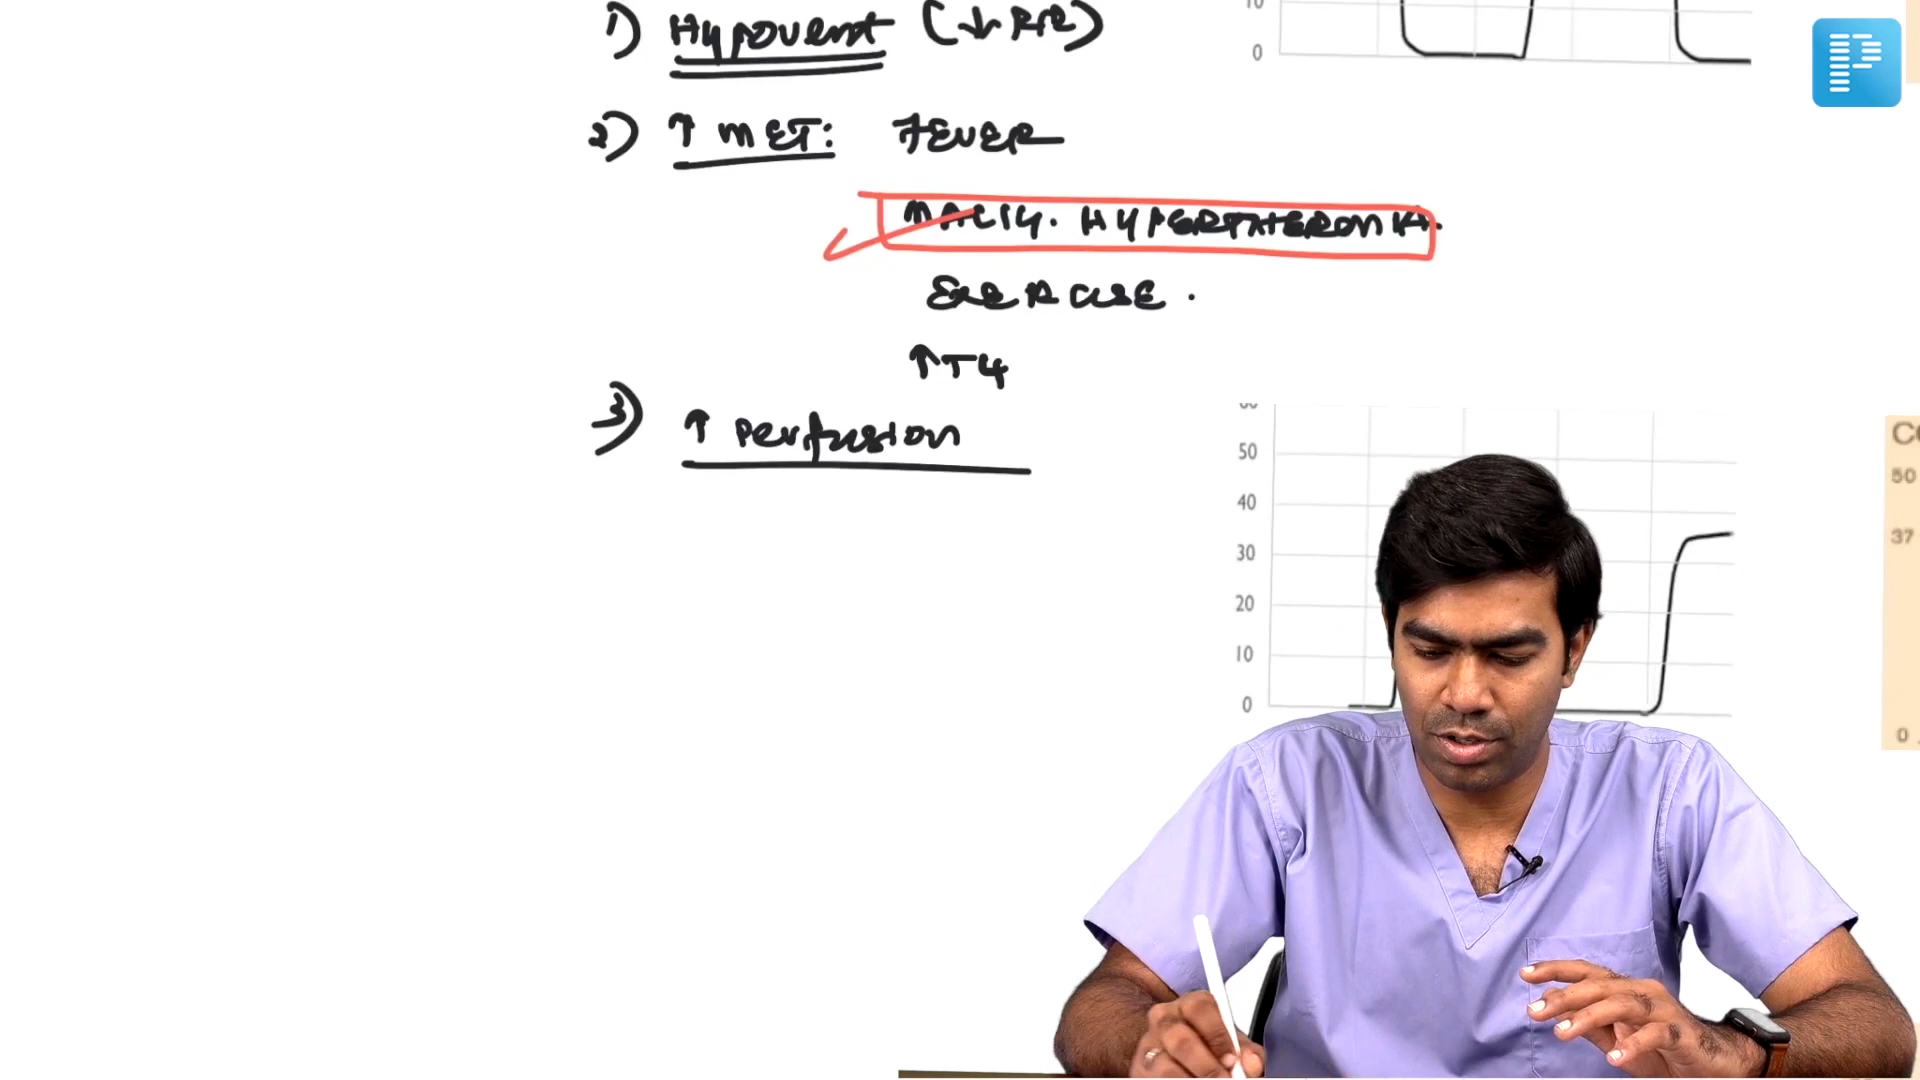 1) Hypovent (↓ RR)
10
0
2) ↑ MET: FEVER
↑ MALIG. HYPERTHERMIA.
EXERCISE.
↑T4
3) ↑ Perfusion
60
50
40
30
20
10
0
50
37
0